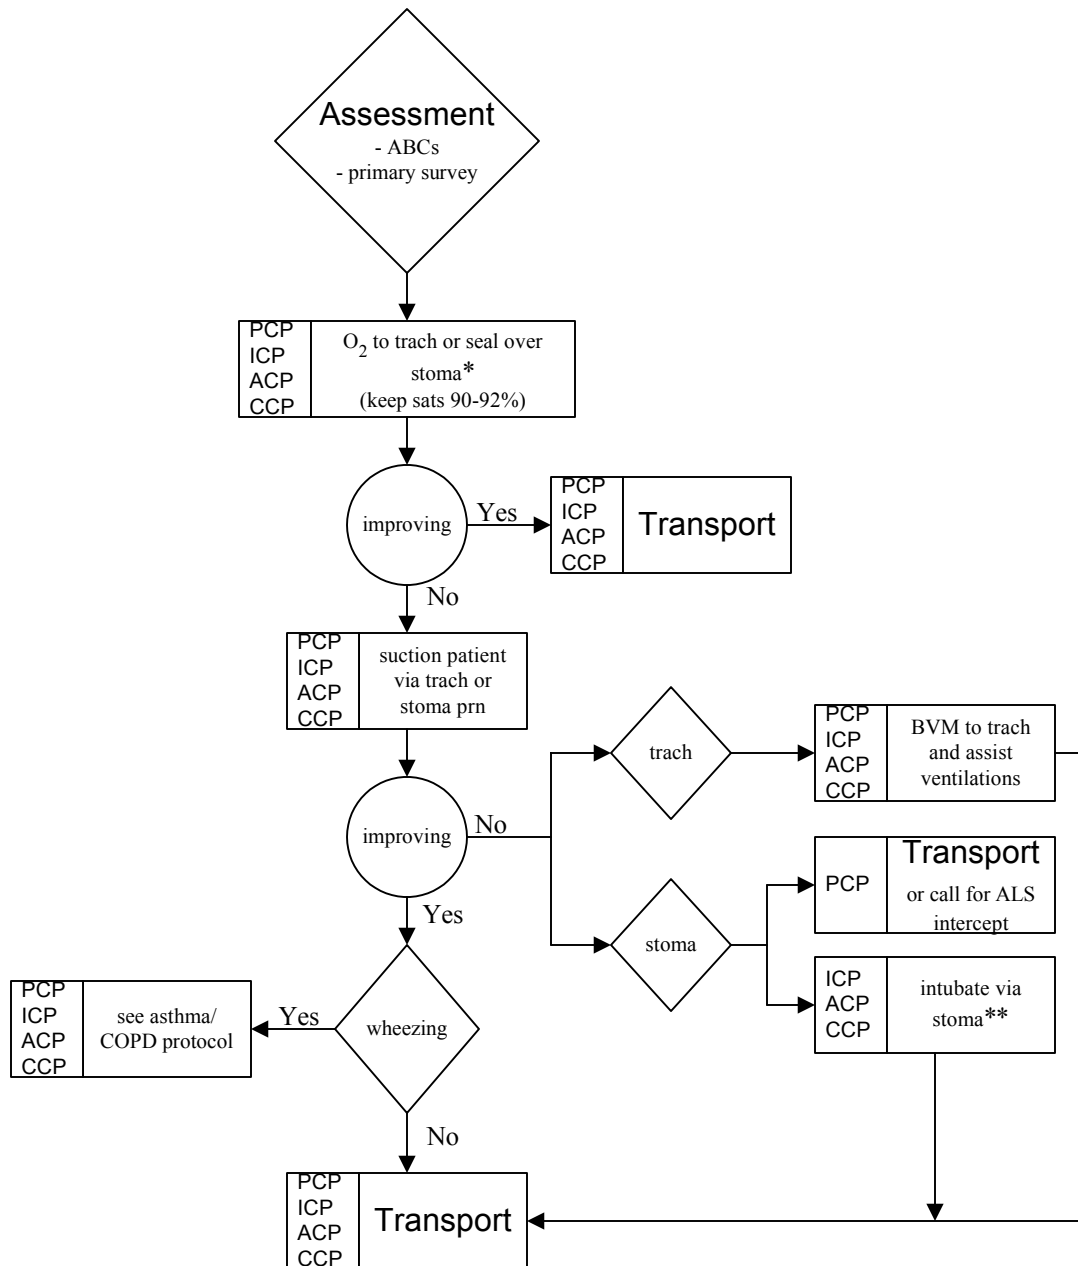 Assessment
- ABCs
- primary survey
PCP
ICP
ACP
CCP
O2 to trach or seal over
stoma*
(keep sats 90-92%)
improving
Yes
PCP
ICP
ACP
CCP
Transport
No
PCP
ICP
ACP
CCP
suction patient
via trach or
stoma prn
improving
No
trach
PCP
ICP
ACP
CCP
BVM to trach
and assist
ventilations
stoma
PCP
Transport
or call for ALS
intercept
ICP
ACP
CCP
intubate via
stoma**
Yes
wheezing
Yes
PCP
ICP
ACP
CCP
see asthma/
COPD protocol
No
PCP
ICP
ACP
CCP
Transport